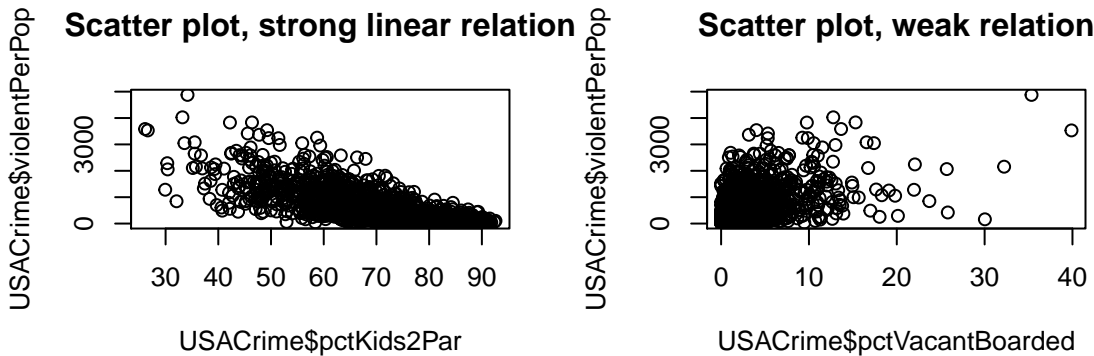 Scatter plot, strong linear relation
USACrime$violentPerPop
0 3000
30 40 50 60 70 80 90
USACrime$pctKids2Par
Scatter plot, weak relation
USACrime$violentPerPop
0 3000
0 10 20 30 40
USACrime$pctVacantBoarded